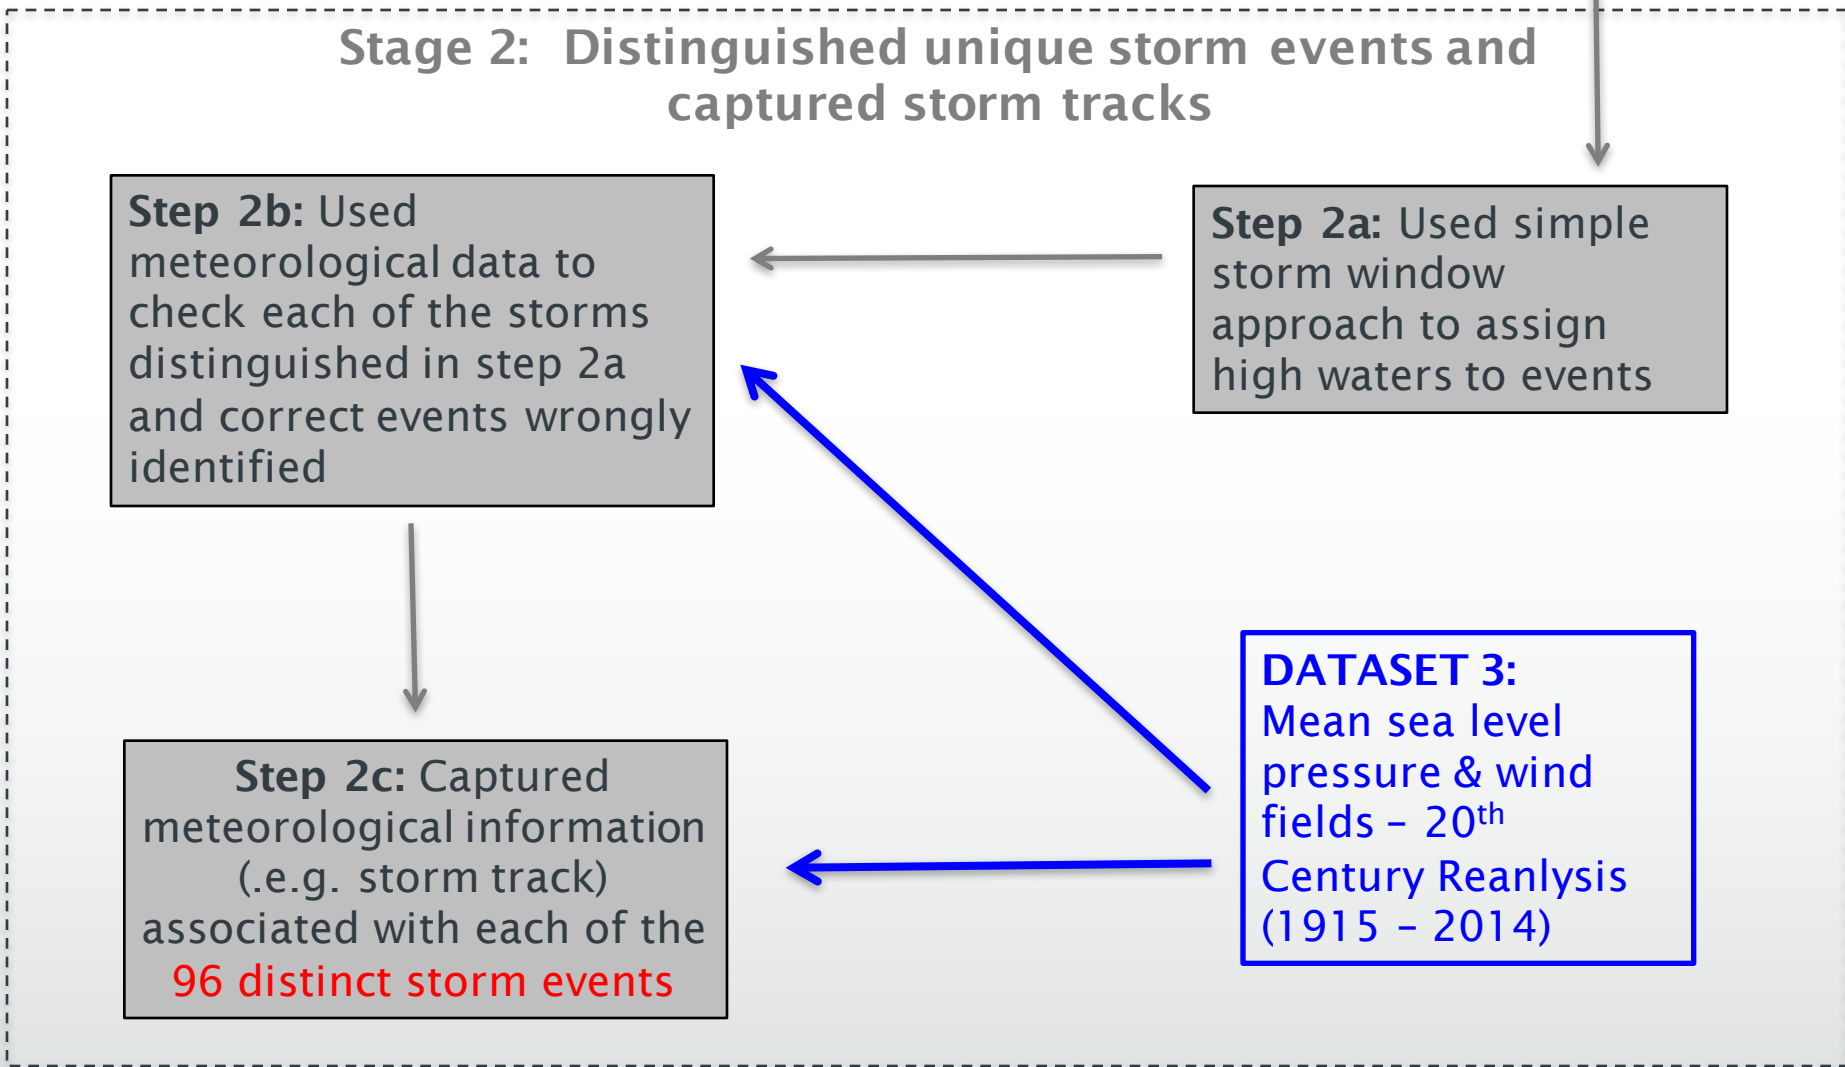 Stage 2: Distinguished unique storm events and
captured storm tracks
Step 2b: Used
meteorological data to
check each of the storms
distinguished in step 2a
and correct events wrongly
identified
Step 2a: Used simple
storm window
approach to assign
high waters to events
Step 2c: Captured
meteorological information
(.e.g. storm track)
associated with each of the
96 distinct storm events
DATASET 3:
Mean sea level
pressure & wind
fields – 20th
Century Reanlysis
(1915 – 2014)